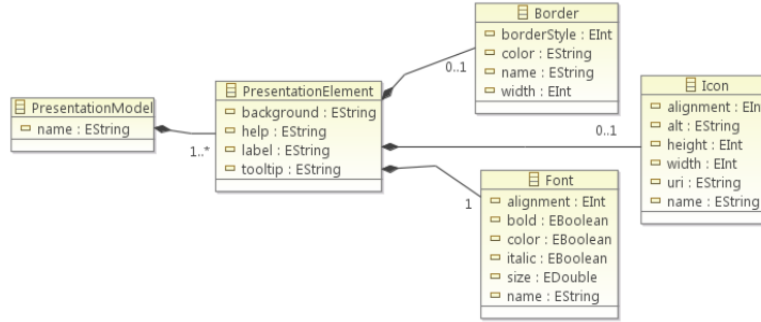 PresentationModel
name : EString
1..*
PresentationElement
background : EString
help : EString
label : EString
tooltip : EString
Border
borderStyle : EInt
color : EString
name : EString
width : EInt
0..1
Icon
alignment : EInt
alt : EString
height : EInt
width : EInt
uri : EString
name : EString
0..1
Font
alignment : EInt
bold : EBoolean
color : EBoolean
italic : EBoolean
size : EDouble
name : EString
1